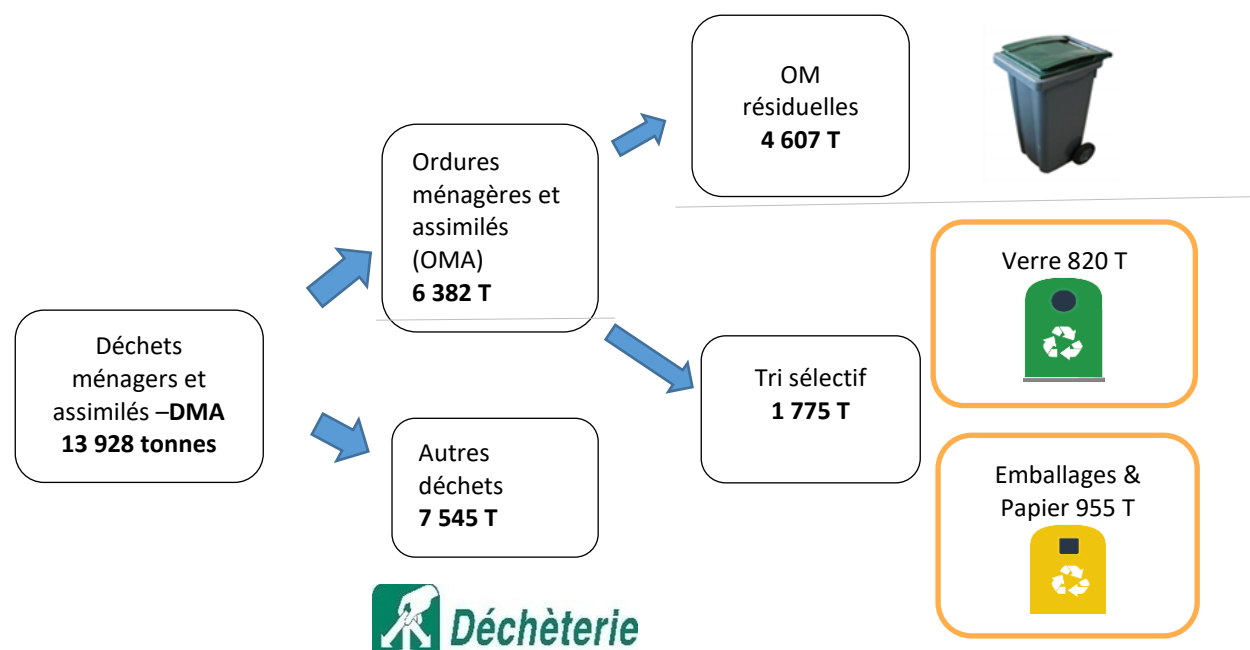 Déchets
ménagers et
assimilés –DMA
13 928 tonnes
Ordures
ménagères et
assimilés
(OMA)
6 382 T
Autres
déchets
7 545 T
Déchèterie
OM
résiduelles
4 607 T
Tri sélectif
1 775 T
Verre 820 T
Emballages &
Papier 955 T